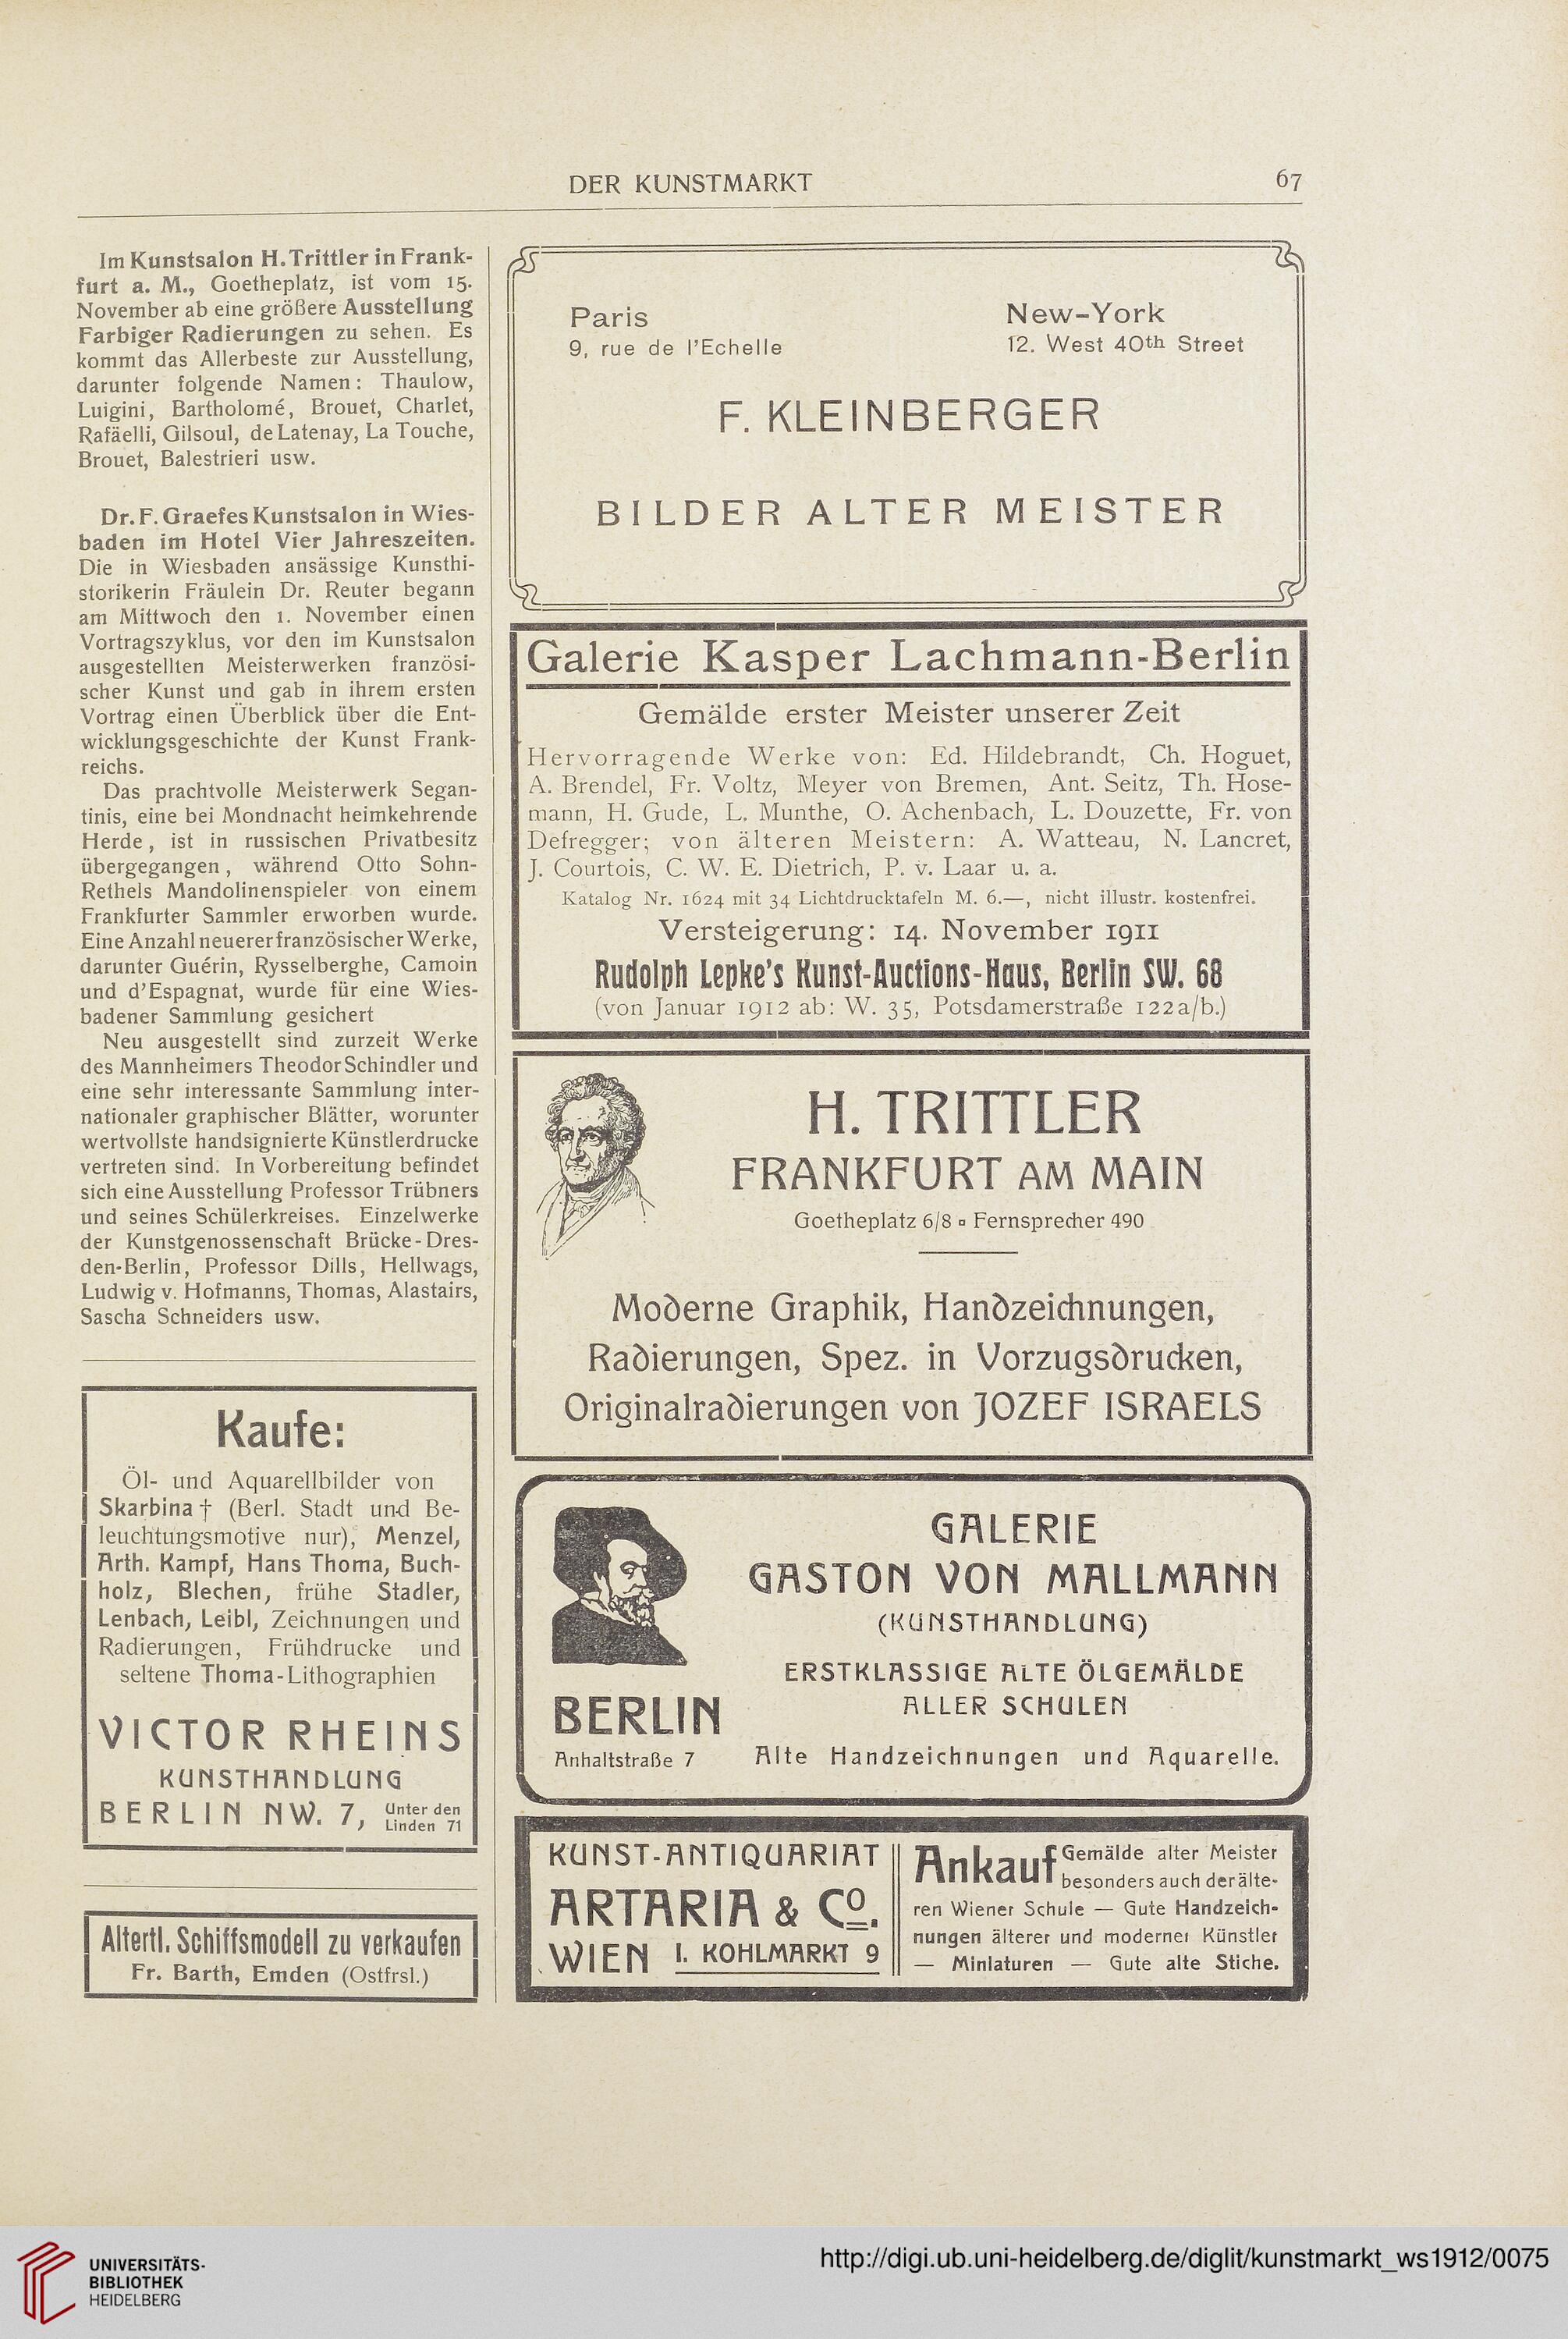 DER KUNSTMARKT
67
Im Kunstsalon H. Trittler in Frank-
furt a. M., Goetheplatz, ist vom 15.
November ab eine größere Ausstellung
Farbiger Radierungen zu sehen. Es
kommt das Allerbeste zur Ausstellung,
darunter folgende Namen: Thaulow,
Luigini, Bartholomé, Brouet, Charlet,
Rafäelli, Gilsoul, de Latenay, La Touche,
Brouet, Balestrieri usw.
Dr. F. Graefes Kunstsalon in Wies-
baden im Hotel Vier Jahreszeiten.
Die in Wiesbaden ansässige Kunsthi-
storikerin Fräulein Dr. Reuter begann
am Mittwoch den 1. November einen
Vortragszyklus, vor den im Kunstsalon
ausgestellten Meisterwerken französi-
scher Kunst und gab in ihrem ersten
Vortrag einen Überblick über die Ent-
wicklungsgeschichte der Kunst Frank-
reichs.
Das prachtvolle Meisterwerk Segan-
tinis, eine bei Mondnacht heimkehrende
Herde, ist in russischen Privatbesitz
übergegangen, während Otto Sohn-
Rethels Mandolinenspieler von einem
Frankfurter Sammler erworben wurde.
Eine Anzahl neuerer französischer Werke,
darunter Guérin, Rysselberghe, Camoin
und d'Espagnat, wurde für eine Wies-
badener Sammlung gesichert
Neu ausgestellt sind zurzeit Werke
des Mannheimers Theodor Schindler und
eine sehr interessante Sammlung inter-
nationaler graphischer Blätter, worunter
wertvollste handsignierte Künstlerdrucke
vertreten sind. In Vorbereitung befindet
sich eine Ausstellung Professor Trübners
und seines Schülerkreises. Einzelwerke
der Kunstgenossenschaft Brücke-Dres-
den-Berlin, Professor Dills, Hellwags,
Ludwig v. Hofmanns, Thomas, Alastairs,
Sascha Schneiders usw.
Kaufe:
Öl- und Aquarellbilder von
Skarbina † (Berl. Stadt und Be-
leuchtungsmotive nur), Menzel,
Arth. Kampf, Hans Thoma, Buch-
holz, Blechen, frühe Stadler,
Lenbach, Leibl, Zeichnungen und
Radierungen, Frühdrucke und
seltene Thoma-Lithographien
VICTOR RHEINS
KUNSTHANDLUNG
BERLIN NW. 7, Unter den
Linden 71
Altertl. Schiffsmodell zu verkaufen
Fr. Barth, Emden (Ostfrsl.)
Paris
9, rue de l'Echelle
New-York
12. West 40th Street
F. KLEINBERGER
BILDER ALTER MEISTER
Galerie Kasper Lachmann-Berlin
Gemälde erster Meister unserer Zeit
Hervorragende Werke von: Ed. Hildebrandt, Ch. Hoguet,
A. Brendel, Fr. Voltz, Meyer von Bremen, Ant. Seitz, Th. Hose-
mann, H. Gude, L. Munthe, O. Achenbach, L. Douzette, Fr. von
Defregger; von älteren Meistern: A. Watteau, N. Lancret,
J. Courtois, C. W. E. Dietrich, P. v. Laar u. a.
Katalog Nr. 1624 mit 34 Lichtdrucktafeln M. 6.—, nicht illustr. kostenfrei.
Versteigerung: 14. November 1911
Rudolph Lepke's Kunst-Auctions-Haus, Berlin SW. 68
(von Januar 1912 ab: W. 35, Potsdamerstraße 122a/b.)
H. TRITTLER
FRANKFURT AM MAIN
Goetheplatz 6/8 ▫ Fernsprecher 490
Moderne Graphik, Handzeichnungen,
Radierungen, Spez. in Vorzugsdrucken,
Originalradierungen von JOZEF ISRAELS
GALERIE
GASTON VON MALLMANN
(KUNSTHANDLUNG)
ERSTKLASSIGE ALTE ÖLGEMÄLDE
ALLER SCHULEN
BERLIN
Anhaltstraße 7
Alte Handzeichnungen und Aquarelle.
KUNST-ANTIQUARIAT
ARTARIA & Co.
WIEN I. KOHLMARKT 9
Ankauf Gemälde alter Meister
besonders auch der älte-
ren Wiener Schule — Gute Handzeich-
nungen älterer und moderner Künstler
— Miniaturen — Gute alte Stiche.
UNIVERSITÄTS-
BIBLIOTHEK
HEIDELBERG
http://digi.ub.uni-heidelberg.de/diglit/kunstmarkt_ws1912/0075